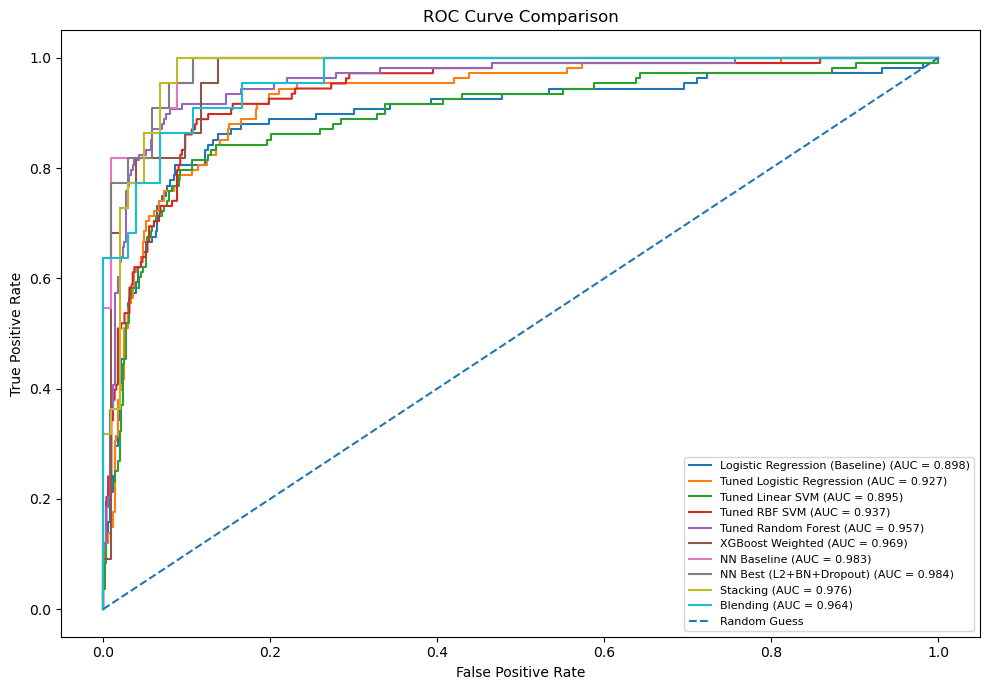 ROC Curve Comparison
True Positive Rate
1.0
0.8
0.6
0.4
0.2
0.0
Logistic Regression (Baseline) (AUC = 0.898)
Tuned Logistic Regression (AUC = 0.927)
Tuned Linear SVM (AUC = 0.895)
Tuned RBF SVM (AUC = 0.937)
Tuned Random Forest (AUC = 0.957)
XGBoost Weighted (AUC = 0.969)
NN Baseline (AUC = 0.983)
NN Best (L2+BN+Dropout) (AUC = 0.984)
Stacking (AUC = 0.976)
Blending (AUC = 0.964)
Random Guess
0.0 0.2 0.4 0.6 0.8 1.0
False Positive Rate